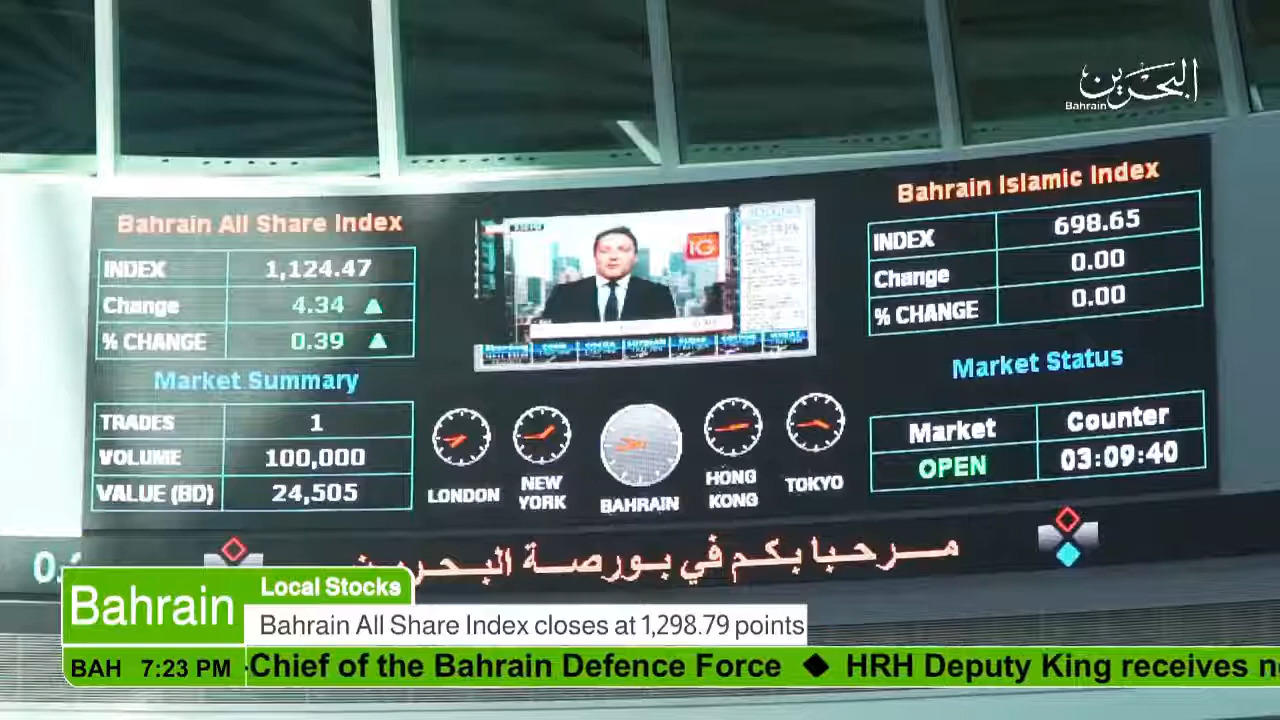 البحرين
Bahrain
Bahrain All Share Index
INDEX 1,124.47
Change 4.34 ▲
% CHANGE 0.39 ▲
Market Summary
TRADES 1
VOLUME 100,000
VALUE (BD) 24,505
IG
LONDON
NEW YORK
BAHRAIN
HONG KONG
TOKYO
Bahrain Islamic Index
INDEX 698.65
Change 0.00
% CHANGE 0.00
Market Status
Market Counter
OPEN 03:09:40
مرحبا بكم في بورصة البحرين
Bahrain
Local Stocks
Bahrain All Share Index closes at 1,298.79 points
BAH 7:23 PM
Chief of the Bahrain Defence Force ◆ HRH Deputy King receives